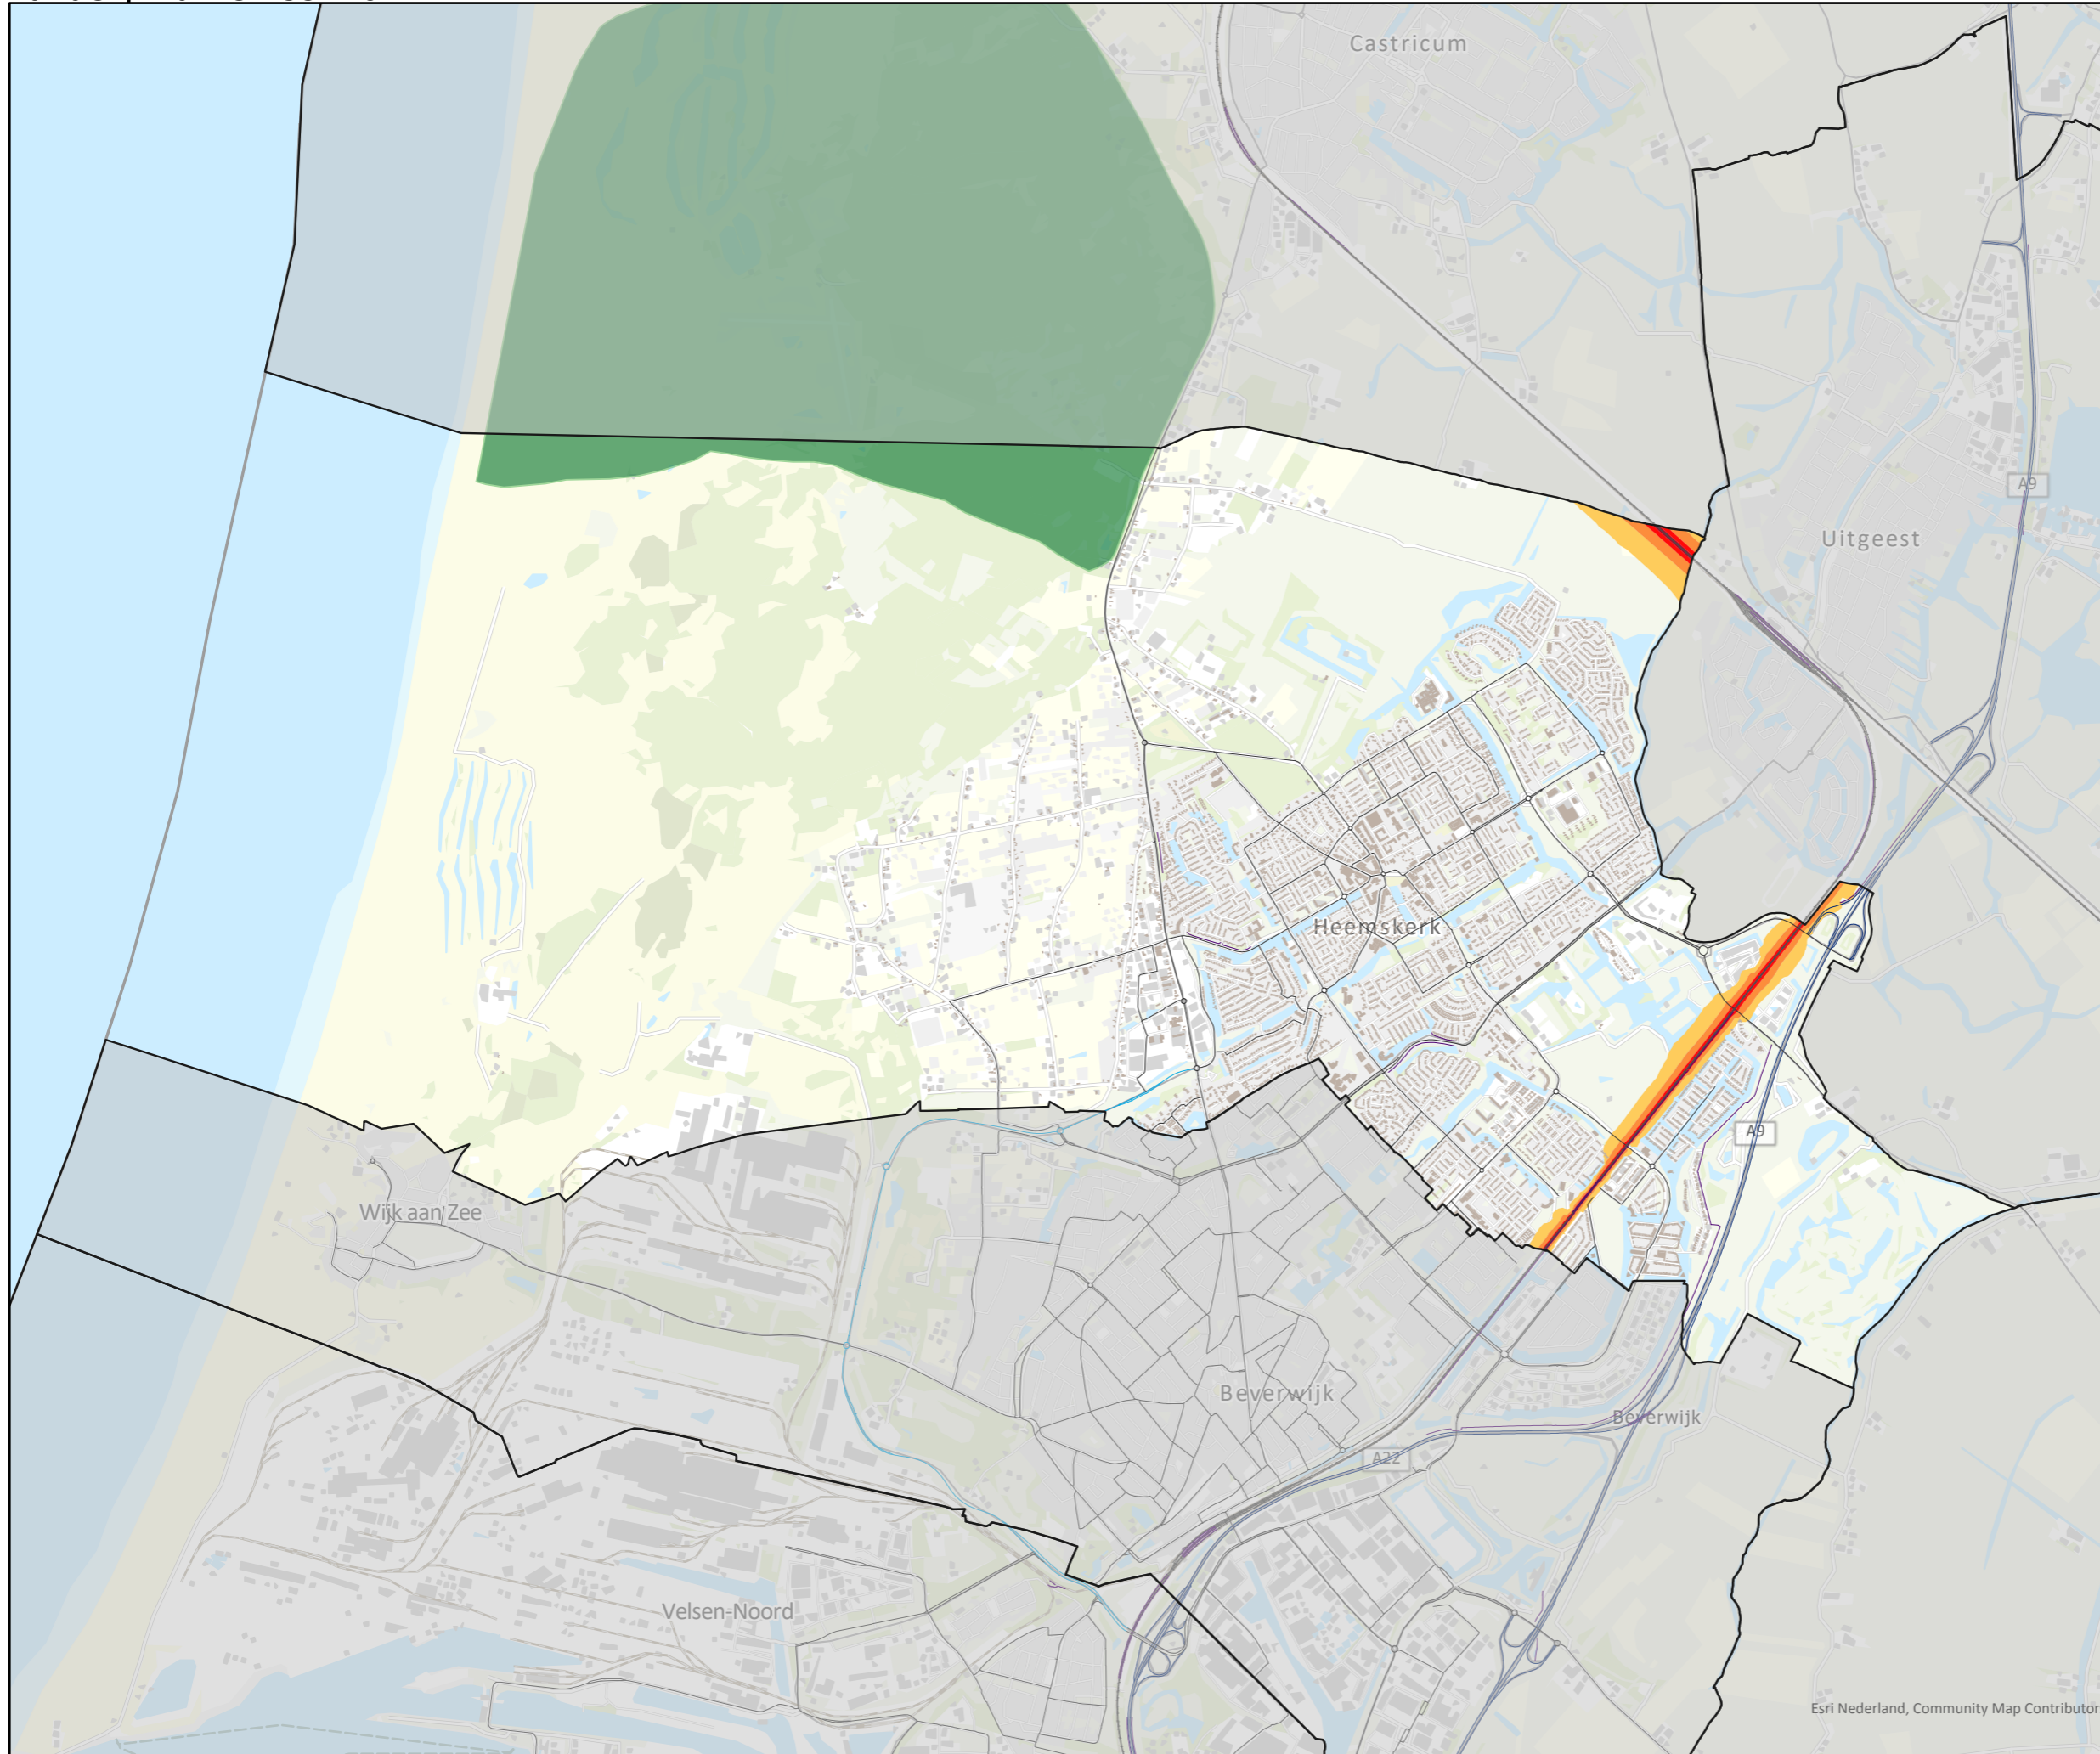 Castricum
A9
Uitgeest
Heemskerk
A9
Wijk aan Zee
Beverwijk
Beverwijk
A22
Velsen-Noord
Esri Nederland, Community Map Contributor